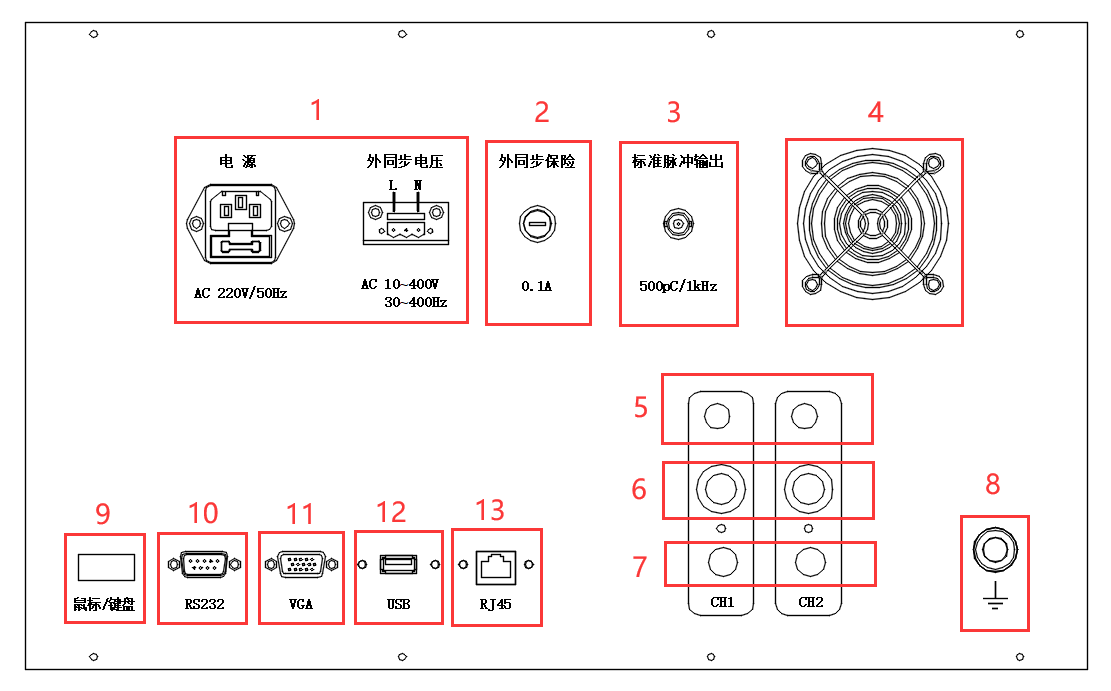 1
2
3
4
电 源
外同步电压
外同步保险
标准脉冲输出
L N
AC 220V/50Hz
AC 10~400V
30~400Hz
0.1A
500pC/1kHz
5
6
7
8
9
10
11
12
13
鼠标/键盘
RS232
VGA
USB
RJ45
CH1
CH2